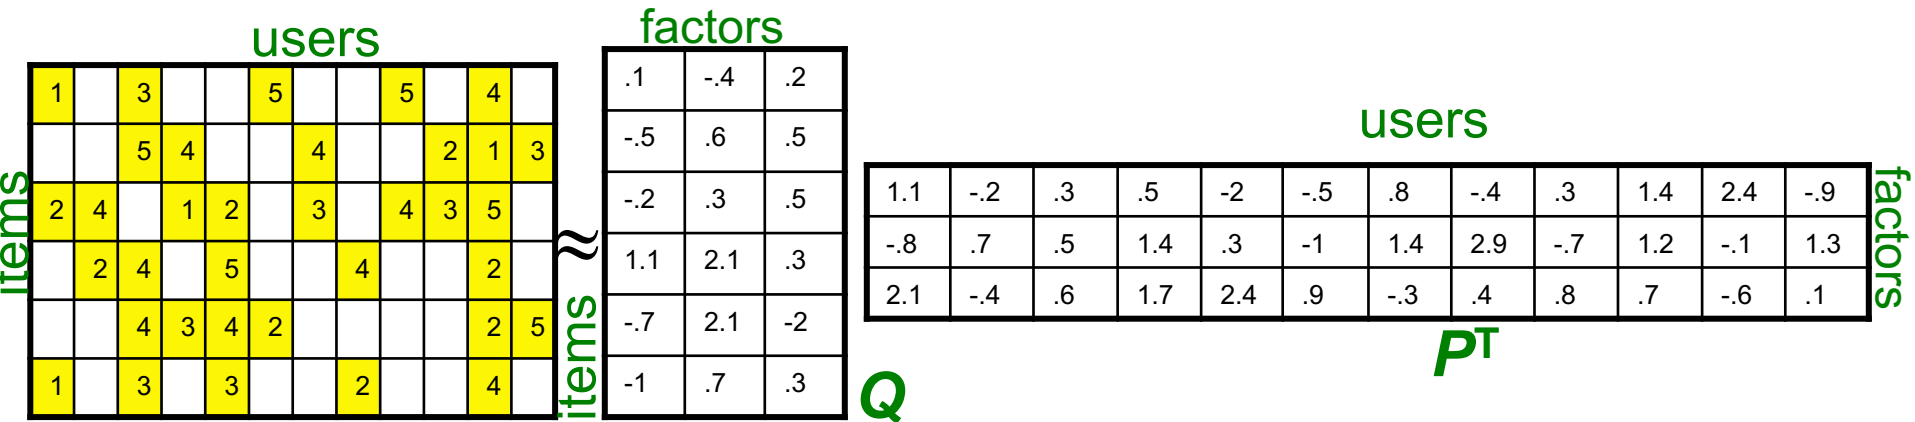 users
factors
users
items
1 3 5 5 4
5 4 4 2 1 3
2 4 1 2 3 4 3 5
2 4 5 4 2
4 3 4 2 2 5
1 3 3 2 4
≈
items
.1 -.4 .2
-.5 .6 .5
-.2 .3 .5
1.1 2.1 .3
-.7 2.1 -2
-1 .7 .3
Q
1.1 -.2 .3 .5 -2 -.5 .8 -.4 .3 1.4 2.4 -.9
-.8 .7 .5 1.4 .3 -1 1.4 2.9 -.7 1.2 -.1 1.3
2.1 -.4 .6 1.7 2.4 .9 -.3 .4 .8 .7 -.6 .1
factors
PT